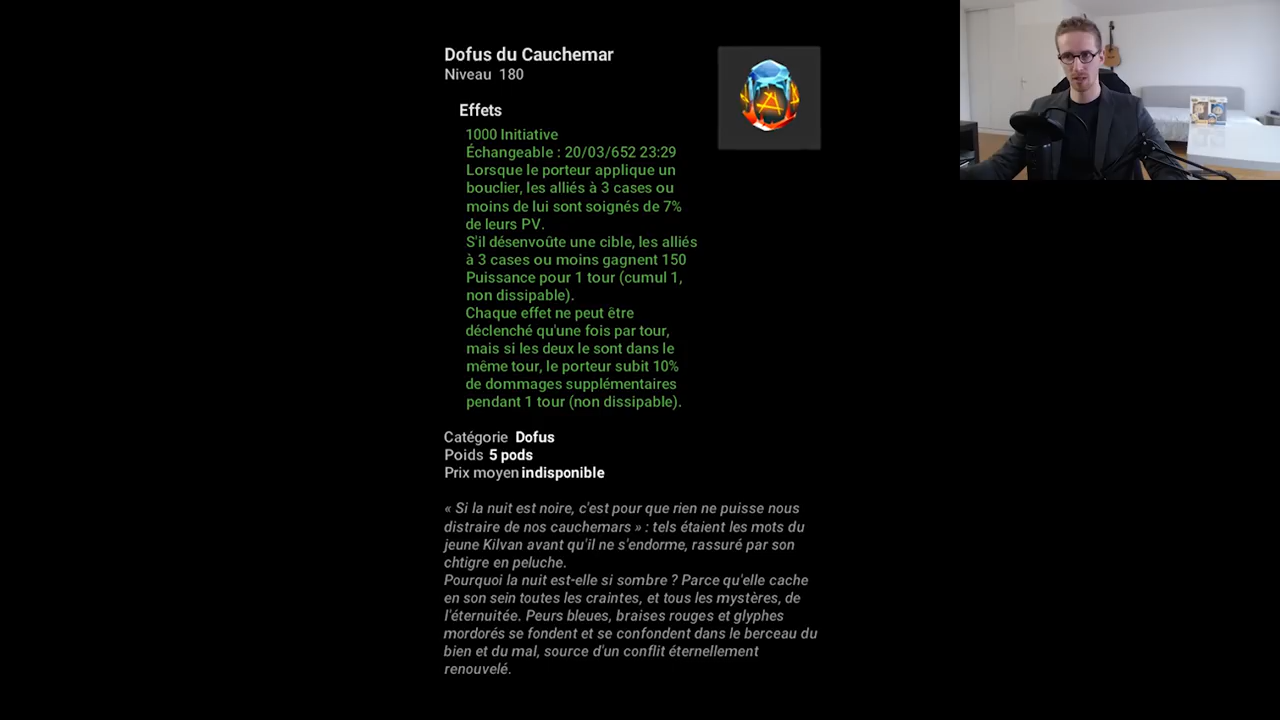 Dofus du Cauchemar
Niveau 180
Effets
1000 Initiative
Échangeable : 20/03/652 23:29
Lorsque le porteur applique un
bouclier, les alliés à 3 cases ou
moins de lui sont soignés de 7%
de leurs PV.
S'il désenvoûte une cible, les alliés
à 3 cases ou moins gagnent 150
Puissance pour 1 tour (cumul 1,
non dissipable).
Chaque effet ne peut être
déclenché qu'une fois par tour,
mais si les deux le sont dans le
même tour, le porteur subit 10%
de dommages supplémentaires
pendant 1 tour (non dissipable).
Catégorie Dofus
Poids 5 pods
Prix moyen indisponible
« Si la nuit est noire, c'est pour que rien ne puisse nous
distraire de nos cauchemars » : tels étaient les mots du
jeune Kilvan avant qu'il ne s'endorme, rassuré par son
chtigre en peluche.
Pourquoi la nuit est-elle si sombre ? Parce qu'elle cache
en son sein toutes les craintes, et tous les mystères, de
l'éternuitée. Peurs bleues, braises rouges et glyphes
mordorés se fondent et se confondent dans le berceau du
bien et du mal, source d'un conflit éternellement
renouvelé.